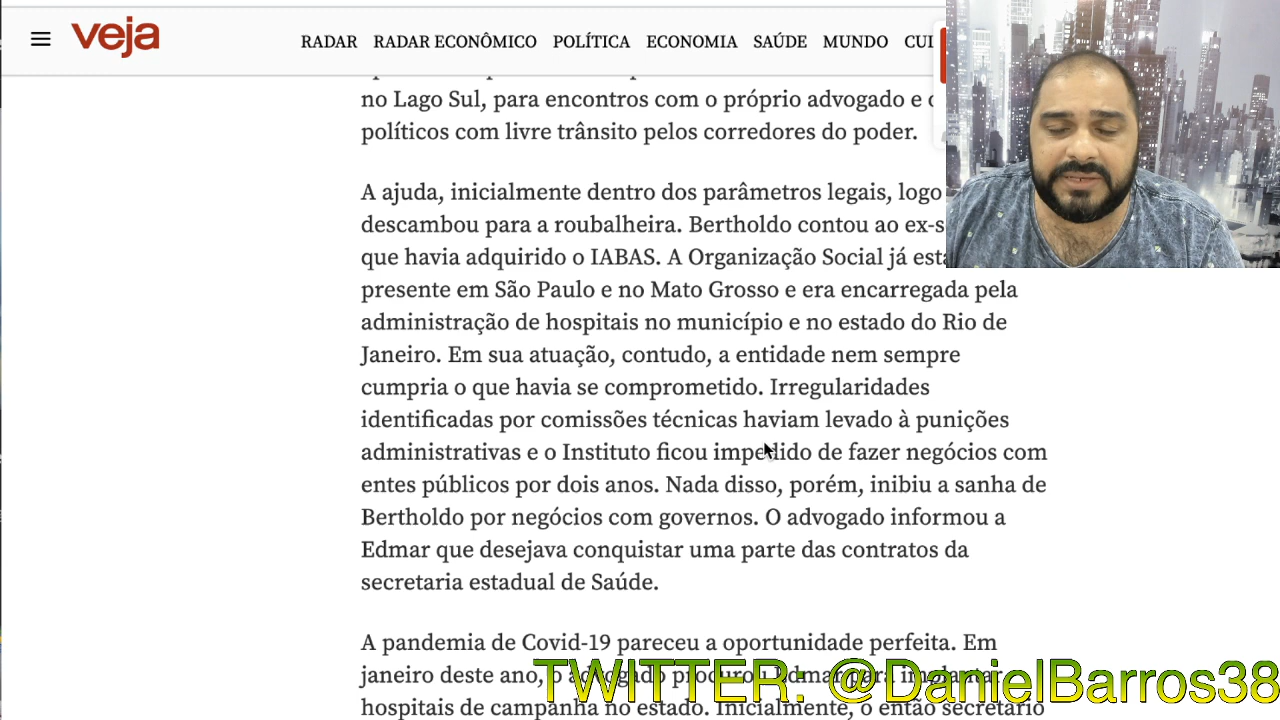 veja
RADAR RADAR ECONÔMICO POLÍTICA ECONOMIA SAÚDE MUNDO
no Lago Sul, para encontros com o próprio advogado e
políticos com livre trânsito pelos corredores do poder.
A ajuda, inicialmente dentro dos parâmetros legais, logo
descambou para a roubalheira. Bertholdo contou ao
que havia adquirido o IABAS. A Organização Social já
presente em São Paulo e no Mato Grosso e era encarregada pela
administração de hospitais no município e no estado do Rio de
Janeiro. Em sua atuação, contudo, a entidade nem sempre
cumpria o que havia se comprometido. Irregularidades
identificadas por comissões técnicas haviam levado à punições
administrativas e o Instituto ficou impedido de fazer negócios com
entes públicos por dois anos. Nada disso, porém, inibiu a sanha de
Bertholdo por negócios com governos. O advogado informou a
Edmar que desejava conquistar uma parte das contratos da
secretaria estadual de Saúde.
A pandemia de Covid-19 pareceu a oportunidade perfeita. Em
janeiro deste ano, o advogado procurou Edmar para implantar
TWITTER: @DanielBarros38
hospitais de campanha no estado. Inicialmente, o então secretário